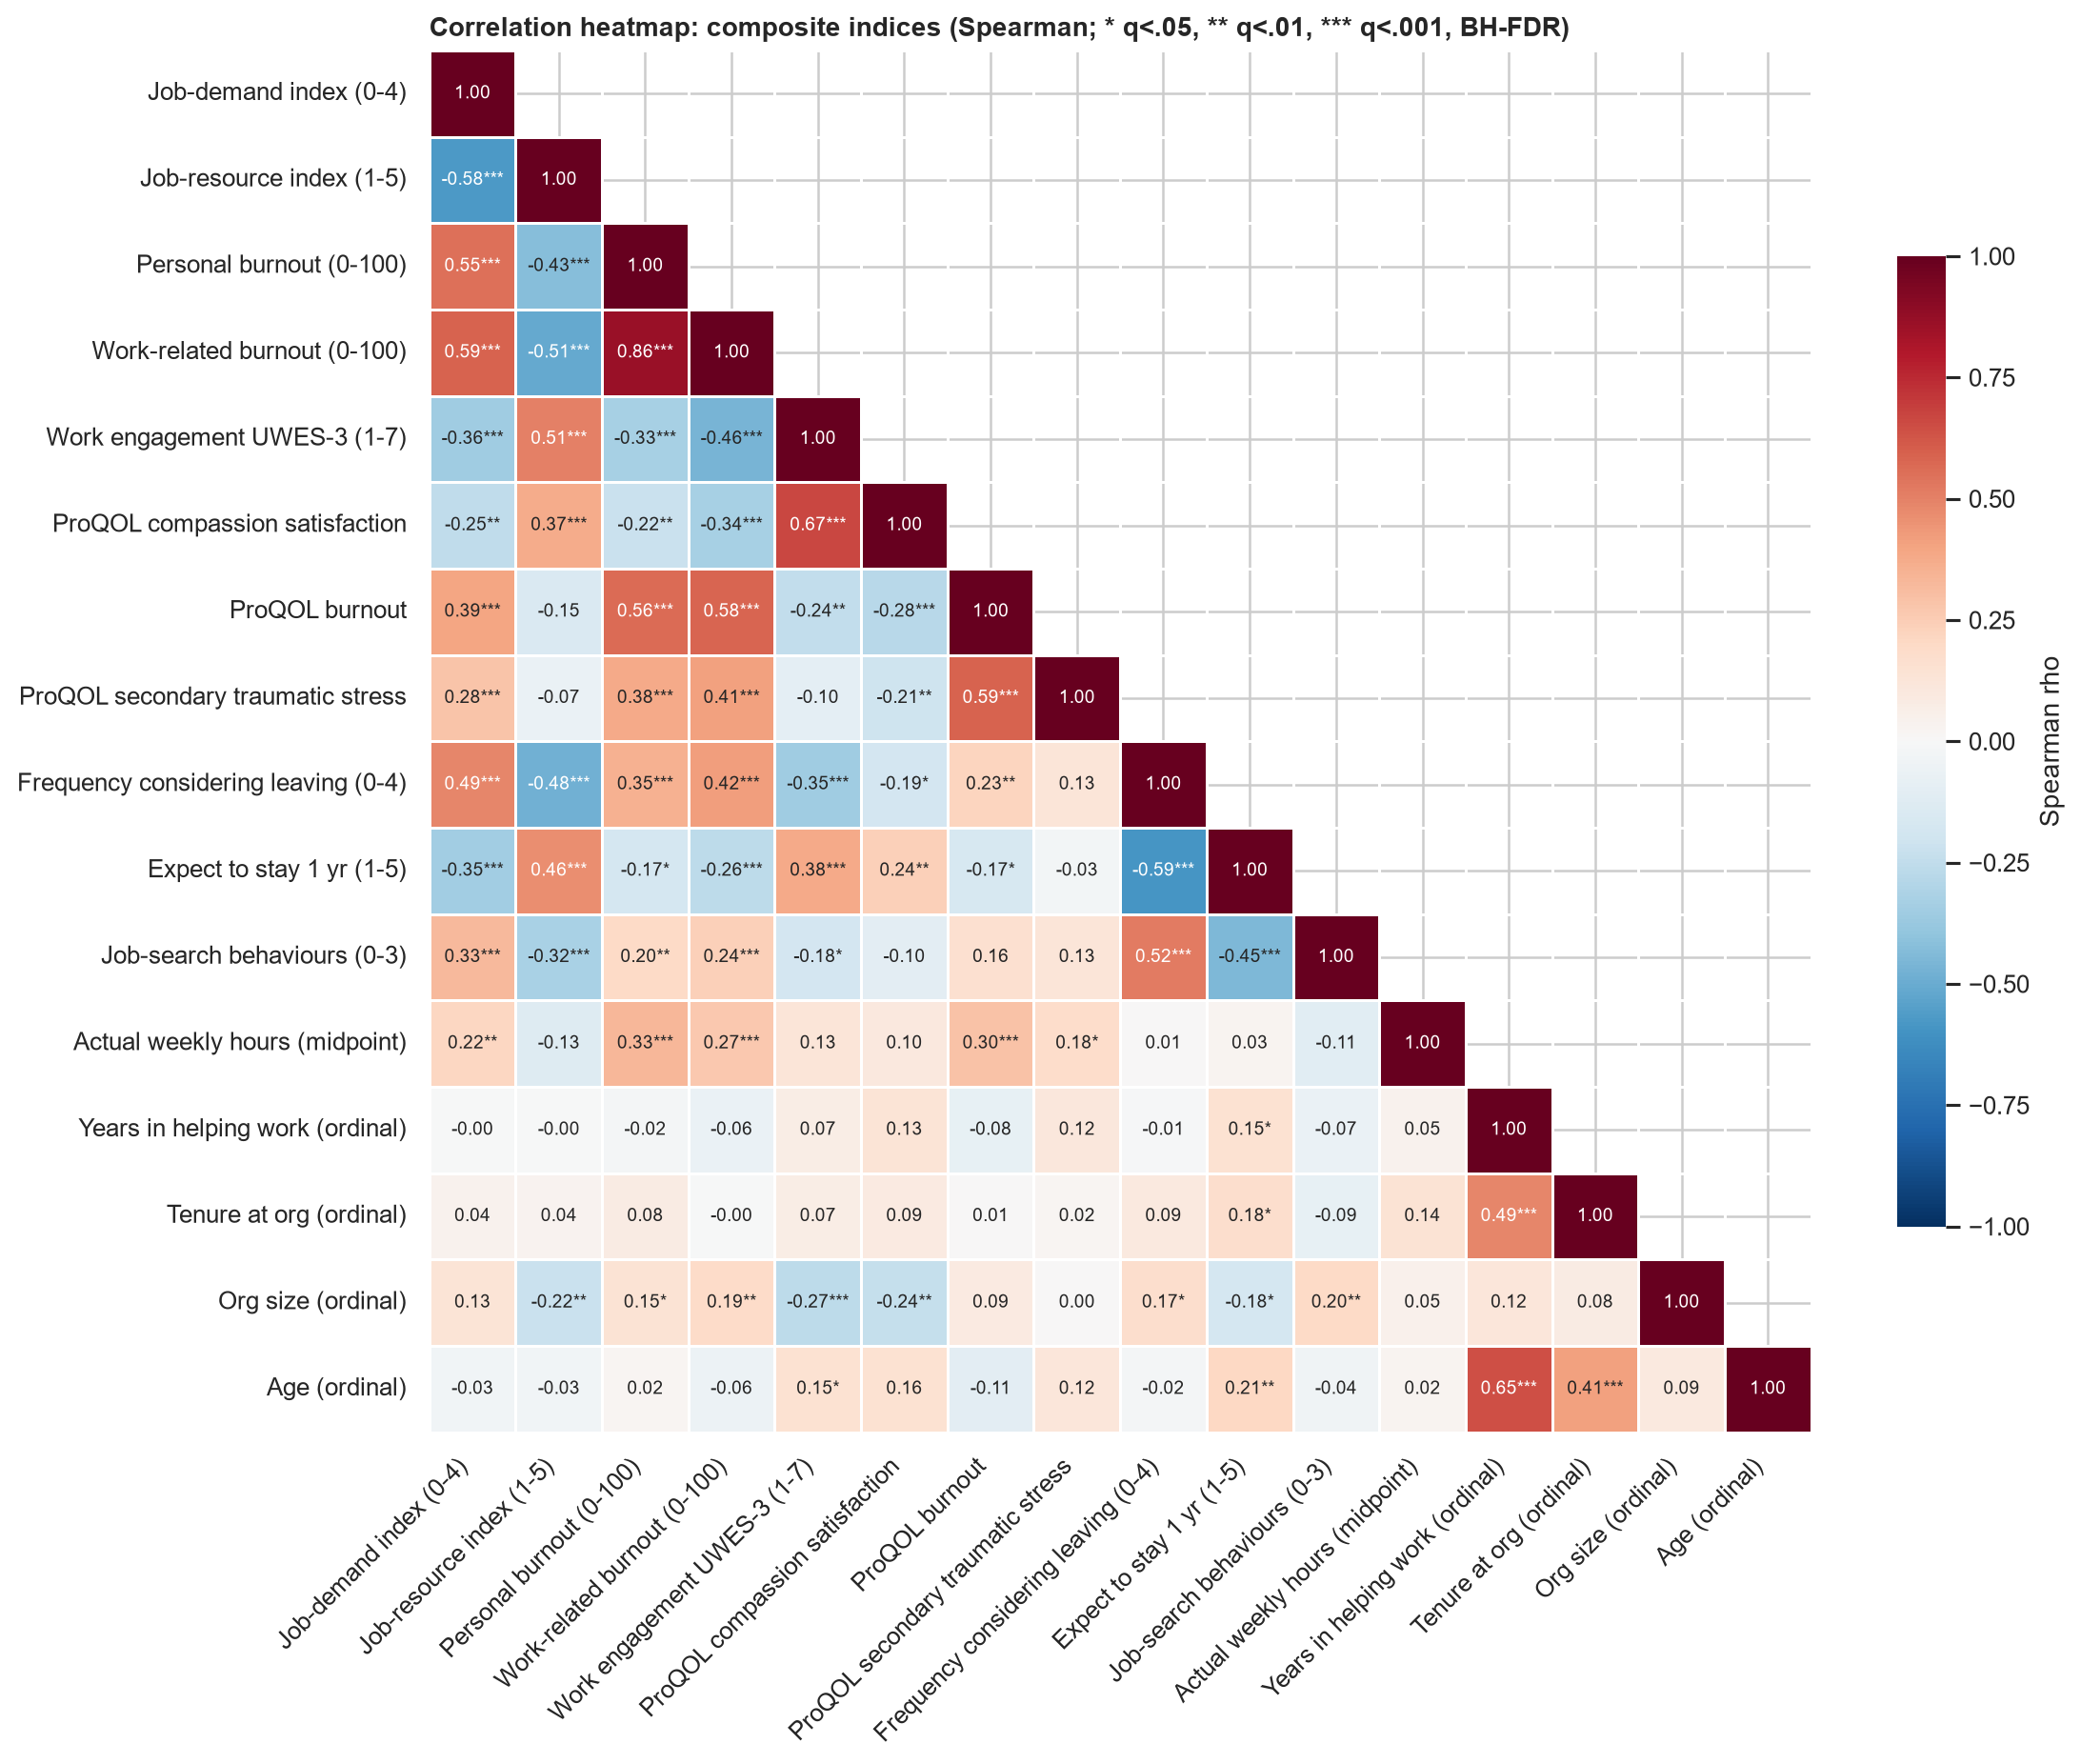 Correlation heatmap: composite indices (Spearman; * q<.05, ** q<.01, *** q<.001, BH-FDR)
Job-demand index (0-4) 1.00
Job-resource index (1-5) -0.58*** 1.00
Personal burnout (0-100) 0.55*** -0.43*** 1.00
Work-related burnout (0-100) 0.59*** -0.51*** 0.86*** 1.00
Work engagement UWES-3 (1-7) -0.36*** 0.51*** -0.33*** -0.46*** 1.00
ProQOL compassion satisfaction -0.25** 0.37*** -0.22** -0.34*** 0.67*** 1.00
ProQOL burnout 0.39*** -0.15 0.56*** 0.58*** -0.24** -0.28*** 1.00
ProQOL secondary traumatic stress 0.28*** -0.07 0.38*** 0.41*** -0.10 -0.21** 0.59*** 1.00
Frequency considering leaving (0-4) 0.49*** -0.48*** 0.35*** 0.42*** -0.35*** -0.19* 0.23** 0.13 1.00
Expect to stay 1 yr (1-5) -0.35*** 0.46*** -0.17* -0.26*** 0.38*** 0.24** -0.17* -0.03 -0.59*** 1.00
Job-search behaviours (0-3) 0.33*** -0.32*** 0.20** 0.24*** -0.18* -0.10 0.16 0.13 0.52*** -0.45*** 1.00
Actual weekly hours (midpoint) 0.22** -0.13 0.33*** 0.27*** 0.13 0.10 0.30*** 0.18* 0.01 0.03 -0.11 1.00
Years in helping work (ordinal) -0.00 -0.00 -0.02 -0.06 0.07 0.13 -0.08 0.12 -0.01 0.15* -0.07 0.05 1.00
Tenure at org (ordinal) 0.04 0.04 0.08 -0.00 0.07 0.09 0.01 0.02 0.09 0.18* -0.09 0.14 0.49*** 1.00
Org size (ordinal) 0.13 -0.22** 0.15* 0.19** -0.27*** -0.24** 0.09 0.00 0.17* -0.18* 0.20** 0.05 0.12 0.08 1.00
Age (ordinal) -0.03 -0.03 0.02 -0.06 0.15* 0.16 -0.11 0.12 -0.02 0.21** -0.04 0.02 0.65*** 0.41*** 0.09 1.00
Job-demand index (0-4)
Job-resource index (1-5)
Personal burnout (0-100)
Work-related burnout (0-100)
Work engagement UWES-3 (1-7)
ProQOL compassion satisfaction
ProQOL burnout
ProQOL secondary traumatic stress
Frequency considering leaving (0-4)
Expect to stay 1 yr (1-5)
Job-search behaviours (0-3)
Actual weekly hours (midpoint)
Years in helping work (ordinal)
Tenure at org (ordinal)
Org size (ordinal)
Age (ordinal)
1.00
0.75
0.50
0.25
0.00
−0.25
−0.50
−0.75
−1.00
Spearman rho